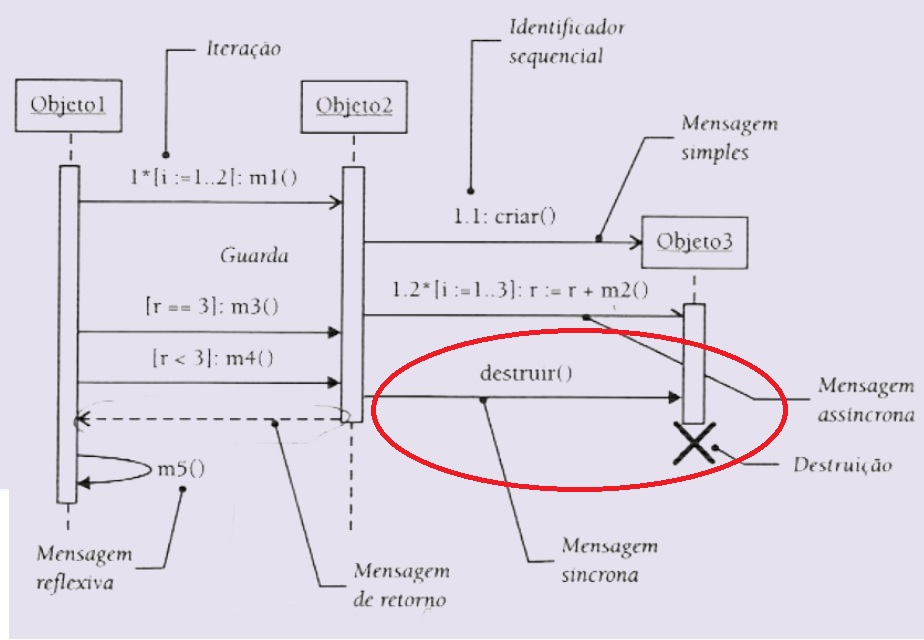 Iteração
Identificador
sequencial
Objeto1
Objeto2
Mensagem
simples
1*[i :=1..2]: m1()
1.1: criar()
Objeto3
Guarda
1.2*[i :=1..3]: r := r + m2()
[r == 3]: m3()
[r < 3]: m4()
destruir()
Mensagem
assíncrona
m5()
Destruição
Mensagem
reflexiva
Mensagem
de retorno
Mensagem
síncrona